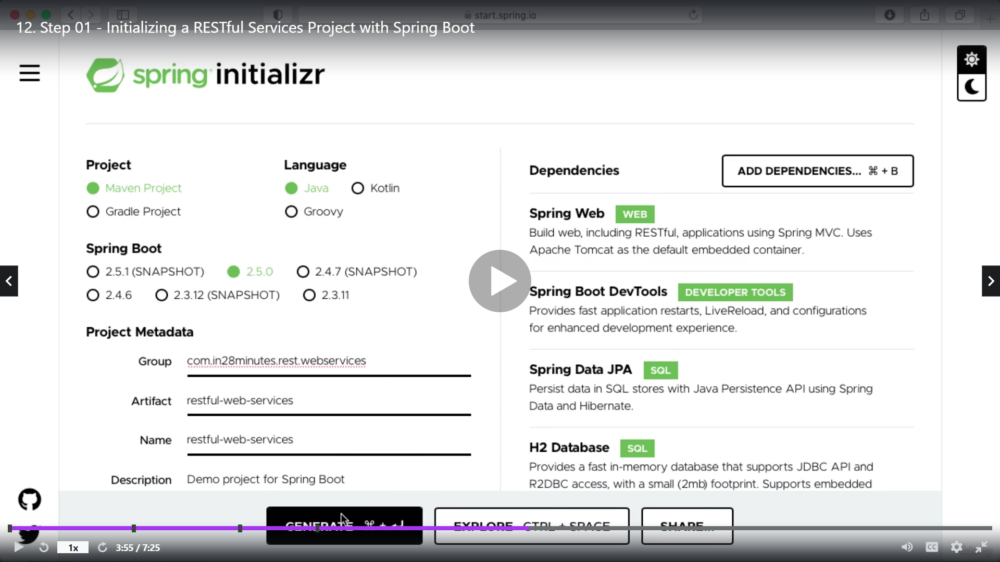 start.spring.io
12. Step 01 - Initializing a RESTful Services Project with Spring Boot
spring initializr
Project
Maven Project
Gradle Project
Language
Java Kotlin
Groovy
Spring Boot
2.5.1 (SNAPSHOT) 2.5.0 2.4.7 (SNAPSHOT)
2.4.6 2.3.12 (SNAPSHOT) 2.3.11
Project Metadata
Group com.in28minutes.rest.webservices
Artifact restful-web-services
Name restful-web-services
Description Demo project for Spring Boot
Dependencies
ADD DEPENDENCIES... ⌘ + B
Spring Web WEB
Build web, including RESTful, applications using Spring MVC. Uses
Apache Tomcat as the default embedded container.
Spring Boot DevTools DEVELOPER TOOLS
Provides fast application restarts, LiveReload, and configurations
for enhanced development experience.
Spring Data JPA SQL
Persist data in SQL stores with Java Persistence API using Spring
Data and Hibernate.
H2 Database SQL
Provides a fast in-memory database that supports JDBC API and
R2DBC access, with a small (2mb) footprint. Supports embedded
GENERATE ⌘ + ⏎
EXPLORE CTRL + SPACE
SHARE...
1x 3:55 / 7:25
CC